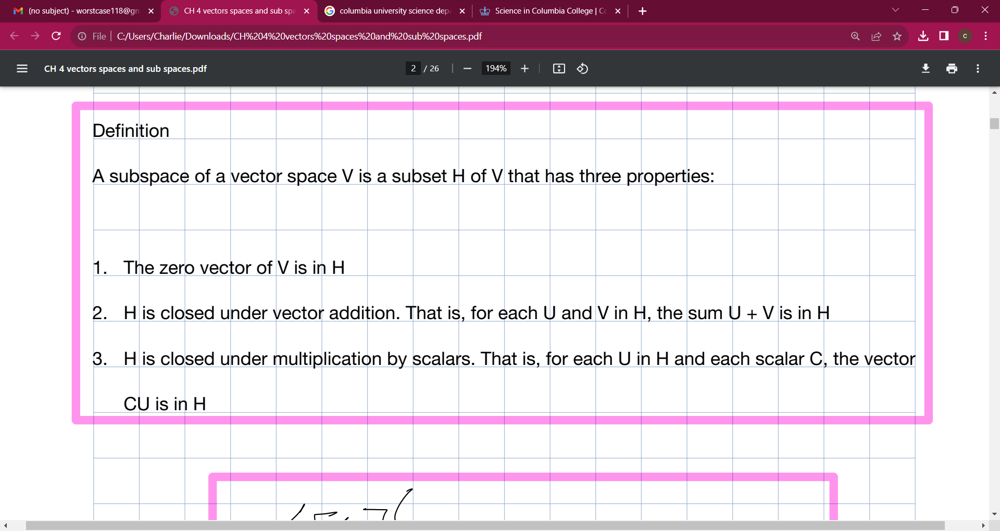 (no subject) - worstcase118@gm
CH 4 vectors spaces and sub spa
columbia university science depa
Science in Columbia College | Co
File
C:/Users/Charlie/Downloads/CH%204%20vectors%20spaces%20and%20sub%20spaces.pdf
c
CH 4 vectors spaces and sub spaces.pdf
2 / 26
194%
Definition
A subspace of a vector space V is a subset H of V that has three properties:
1. The zero vector of V is in H
2. H is closed under vector addition. That is, for each U and V in H, the sum U + V is in H
3. H is closed under multiplication by scalars. That is, for each U in H and each scalar C, the vector
CU is in H